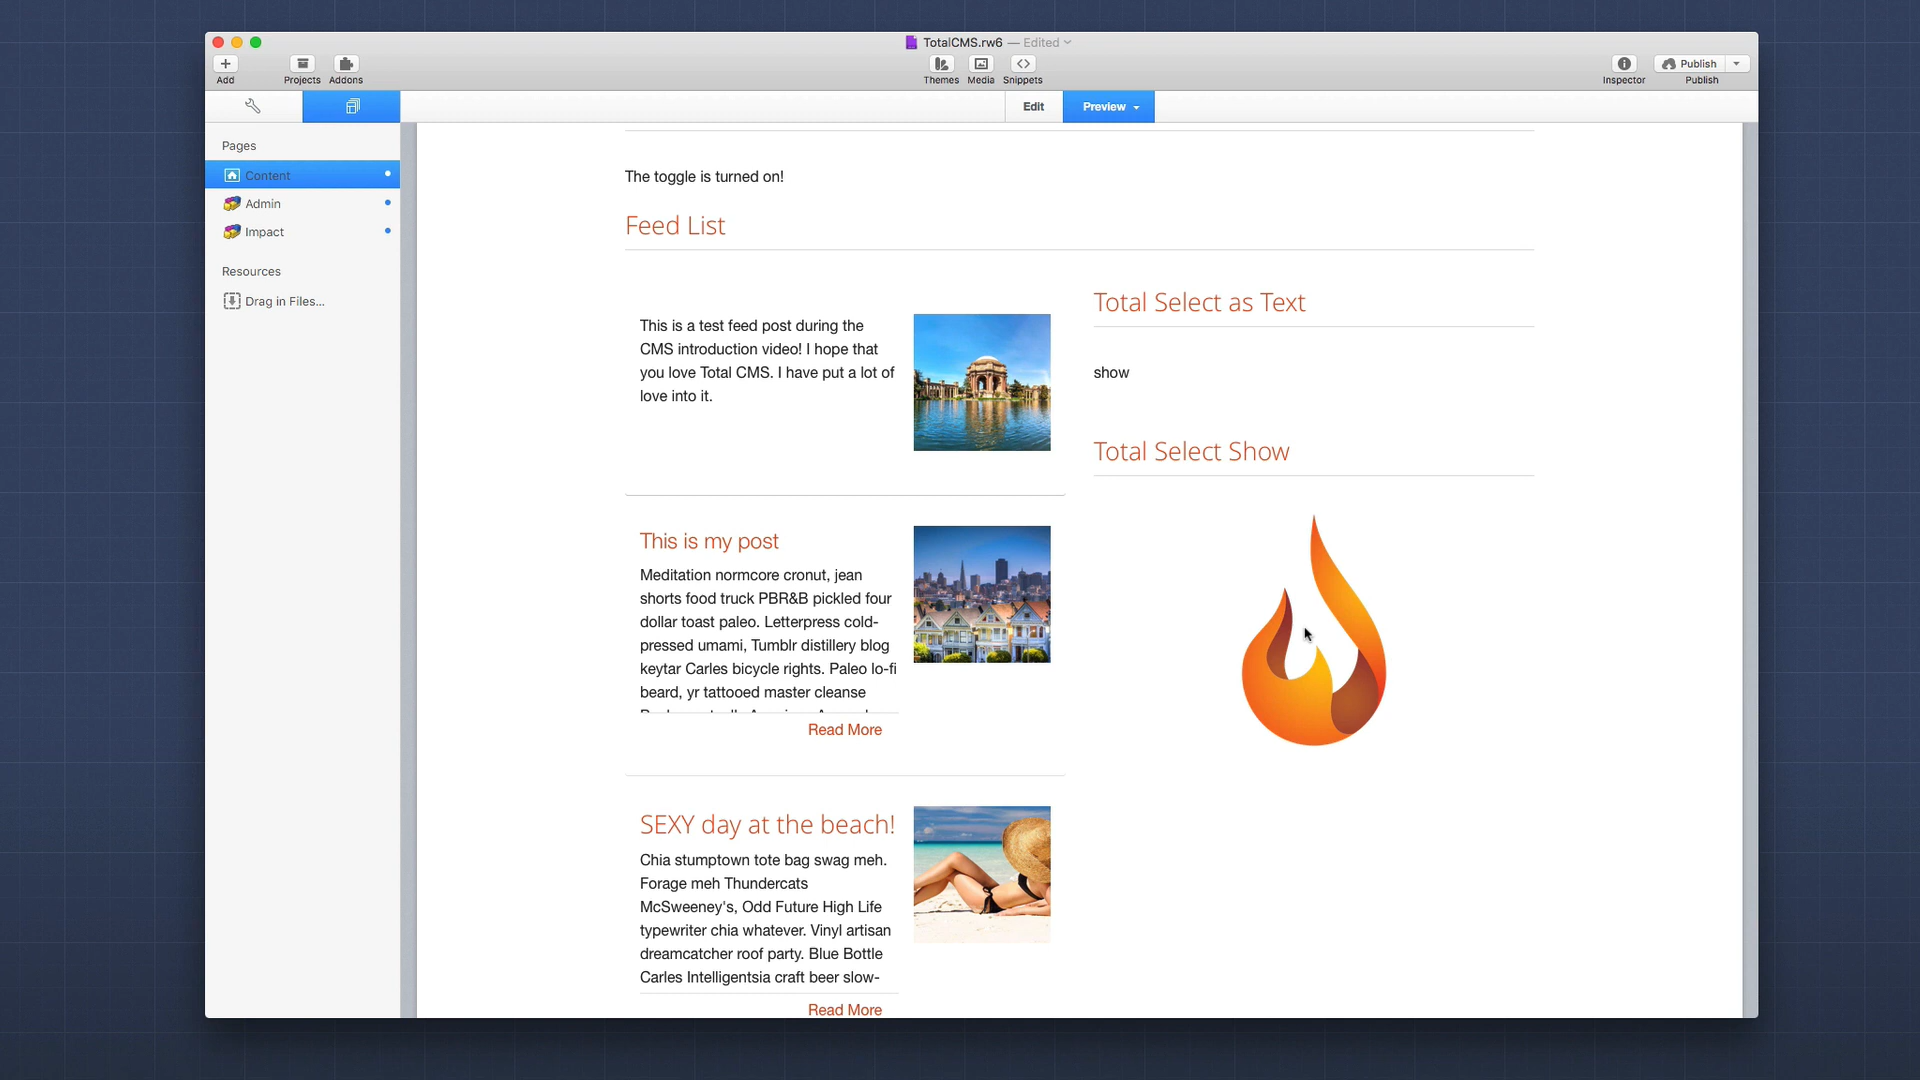 TotalCMS.rw6 — Edited
Add
Projects
Addons
Themes
Media
Snippets
Inspector
Publish
Publish
Edit
Preview
Pages
Content
Admin
Impact
Resources
Drag in Files...
The toggle is turned on!
Feed List
This is a test feed post during the
CMS introduction video! I hope that
you love Total CMS. I have put a lot of
love into it.
This is my post
Meditation normcore cronut, jean
shorts food truck PBR&B pickled four
dollar toast paleo. Letterpress cold-
pressed umami, Tumblr distillery blog
keytar Carles bicycle rights. Paleo lo-fi
beard, yr tattooed master cleanse
Read More
SEXY day at the beach!
Chia stumptown tote bag swag meh.
Forage meh Thundercats
McSweeney's, Odd Future High Life
typewriter chia whatever. Vinyl artisan
dreamcatcher roof party. Blue Bottle
Carles Intelligentsia craft beer slow-
Read More
Total Select as Text
show
Total Select Show